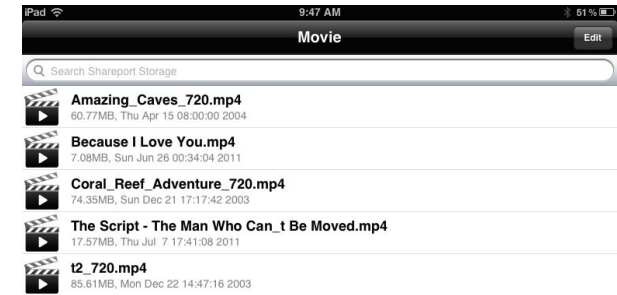 iPad 9:47 AM 51%
Movie Edit
Search Shareport Storage
Amazing_Caves_720.mp4
60.77MB, Thu Apr 15 08:00:00 2004
Because I Love You.mp4
7.08MB, Sun Jun 26 00:34:04 2011
Coral_Reef_Adventure_720.mp4
74.35MB, Sun Dec 21 17:17:42 2003
The Script - The Man Who Can_t Be Moved.mp4
17.57MB, Thu Jul  7 17:41:08 2011
t2_720.mp4
85.61MB, Mon Dec 22 14:47:16 2003